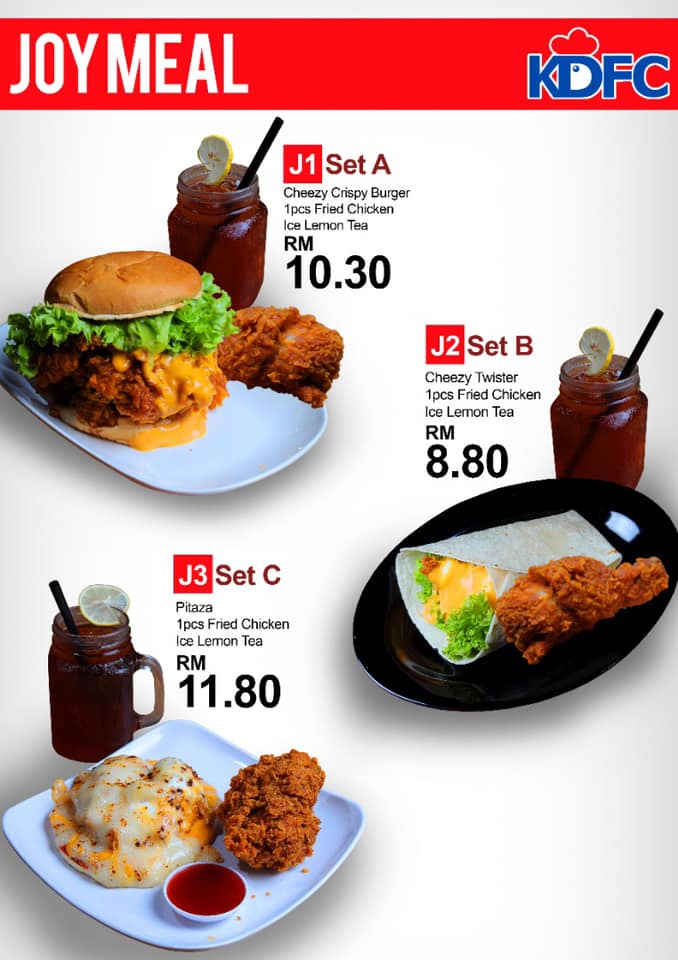 JOY MEAL
KDFC
J1 Set A
Cheezy Crispy Burger
1pcs Fried Chicken
Ice Lemon Tea
RM
10.30
J2 Set B
Cheezy Twister
1pcs Fried Chicken
Ice Lemon Tea
RM
8.80
J3 Set C
Pitaza
1pcs Fried Chicken
Ice Lemon Tea
RM
11.80